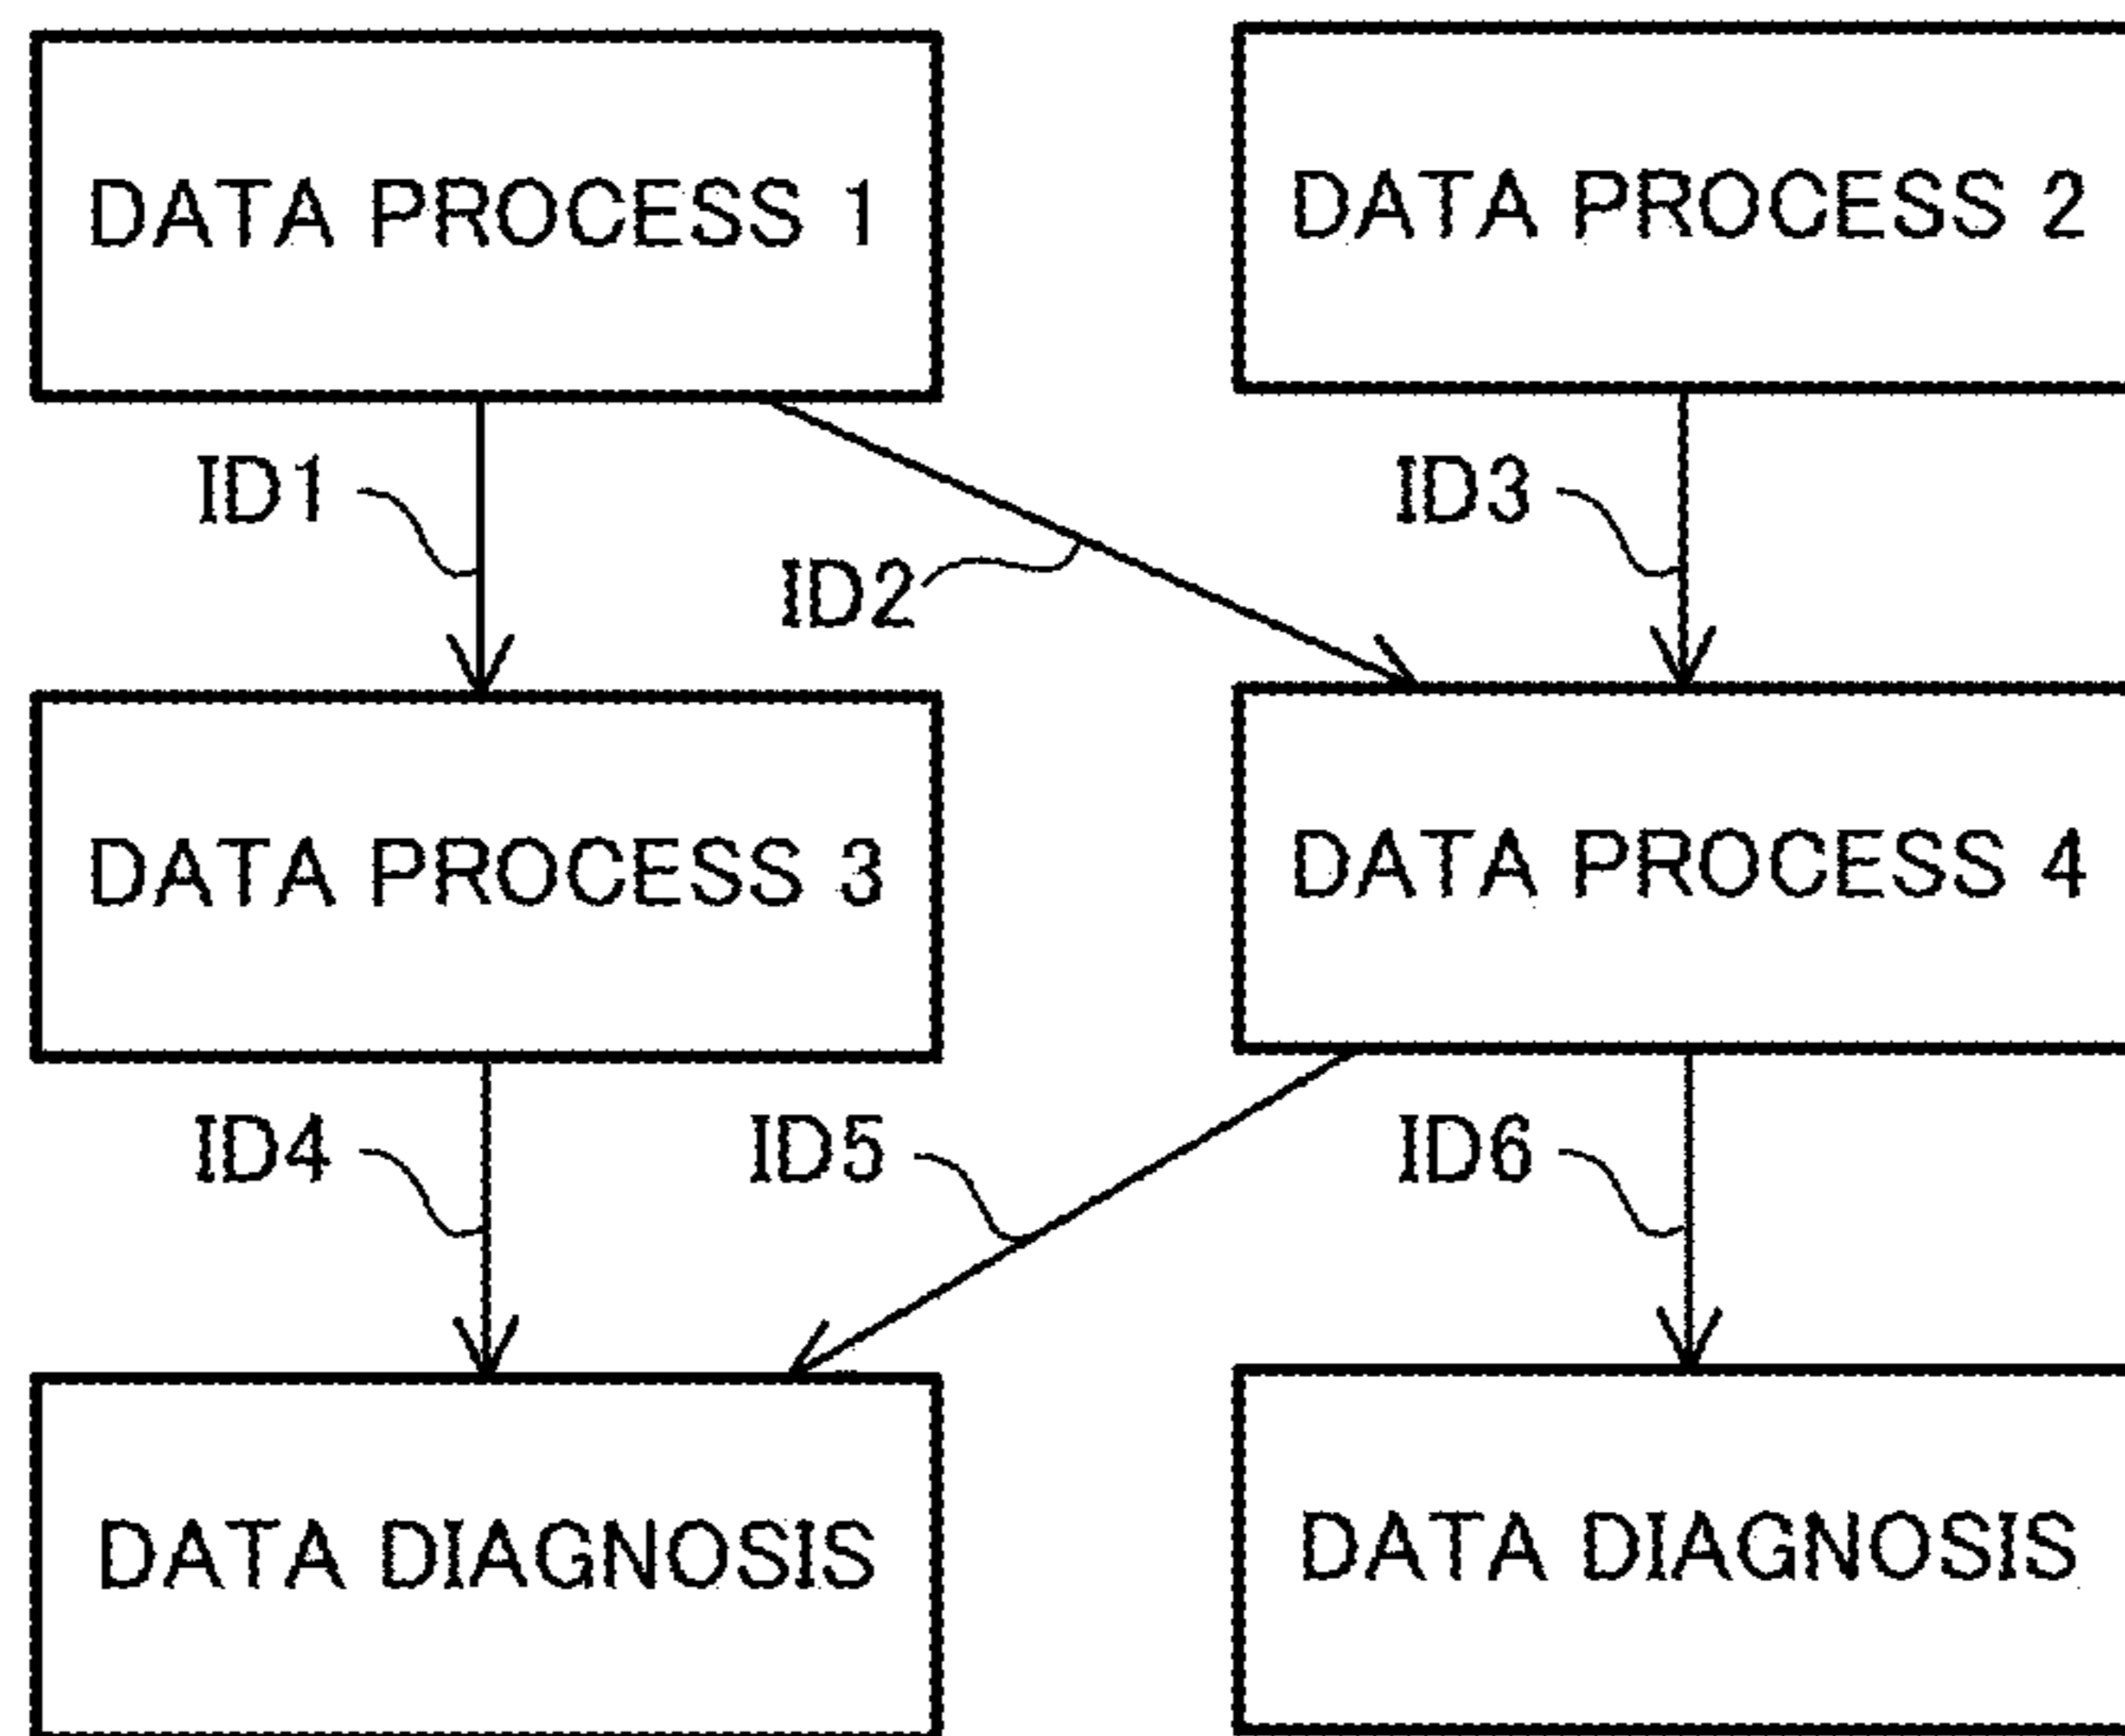 DATA PROCESS 1
DATA PROCESS 2
ID1
ID2
ID3
DATA PROCESS 3
DATA PROCESS 4
ID4
ID5
ID6
DATA DIAGNOSIS
DATA DIAGNOSIS